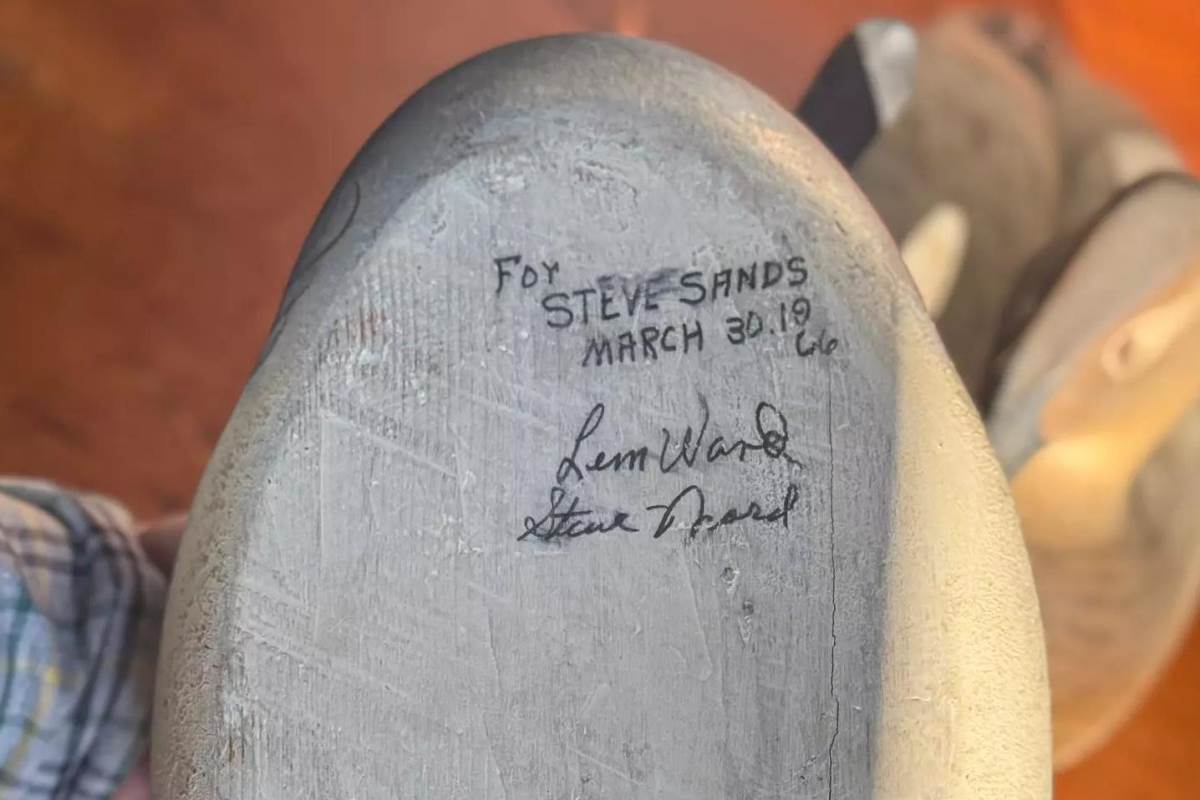 For
STEVE SANDS
MARCH 30.19
66
Lem Ward
Steve Ward